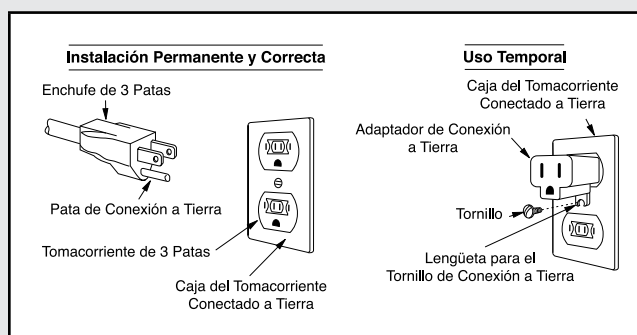 Instalación Permanente y Correcta
Enchufe de 3 Patas
Pata de Conexión a Tierra
Tomacorriente de 3 Patas
Caja del Tomacorriente
Conectado a Tierra
Uso Temporal
Caja del Tomacorriente
Conectado a Tierra
Adaptador de Conexión
a Tierra
Tornillo
Lengüeta para el
Tornillo de Conexión a Tierra